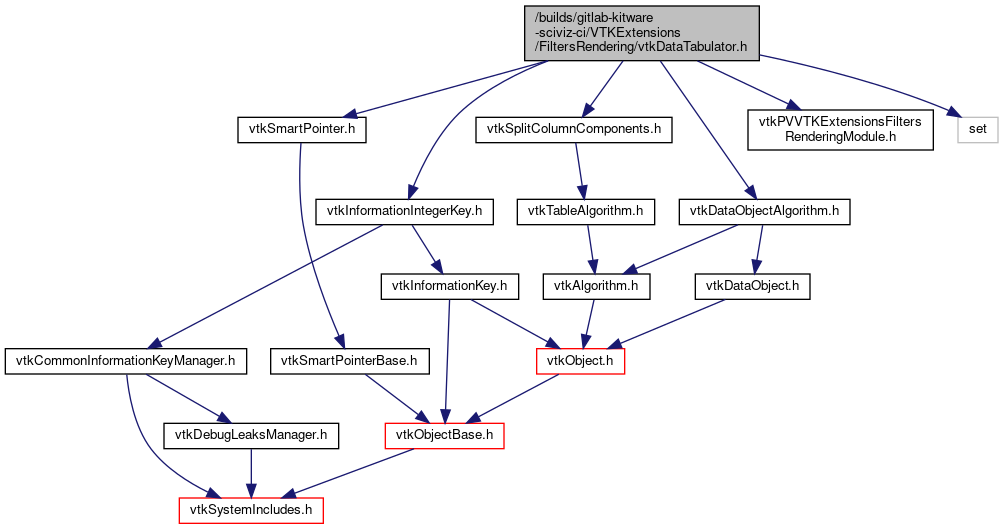 /builds/gitlab-kitware
-sciviz-ci/VTKExtensions
/FiltersRendering/vtkDataTabulator.h
vtkSmartPointer.h
vtkSplitColumnComponents.h
vtkPVVTKExtensionsFilters
RenderingModule.h
set
vtkInformationIntegerKey.h
vtkTableAlgorithm.h
vtkDataObjectAlgorithm.h
vtkInformationKey.h
vtkAlgorithm.h
vtkDataObject.h
vtkCommonInformationKeyManager.h
vtkSmartPointerBase.h
vtkObject.h
vtkDebugLeaksManager.h
vtkObjectBase.h
vtkSystemIncludes.h